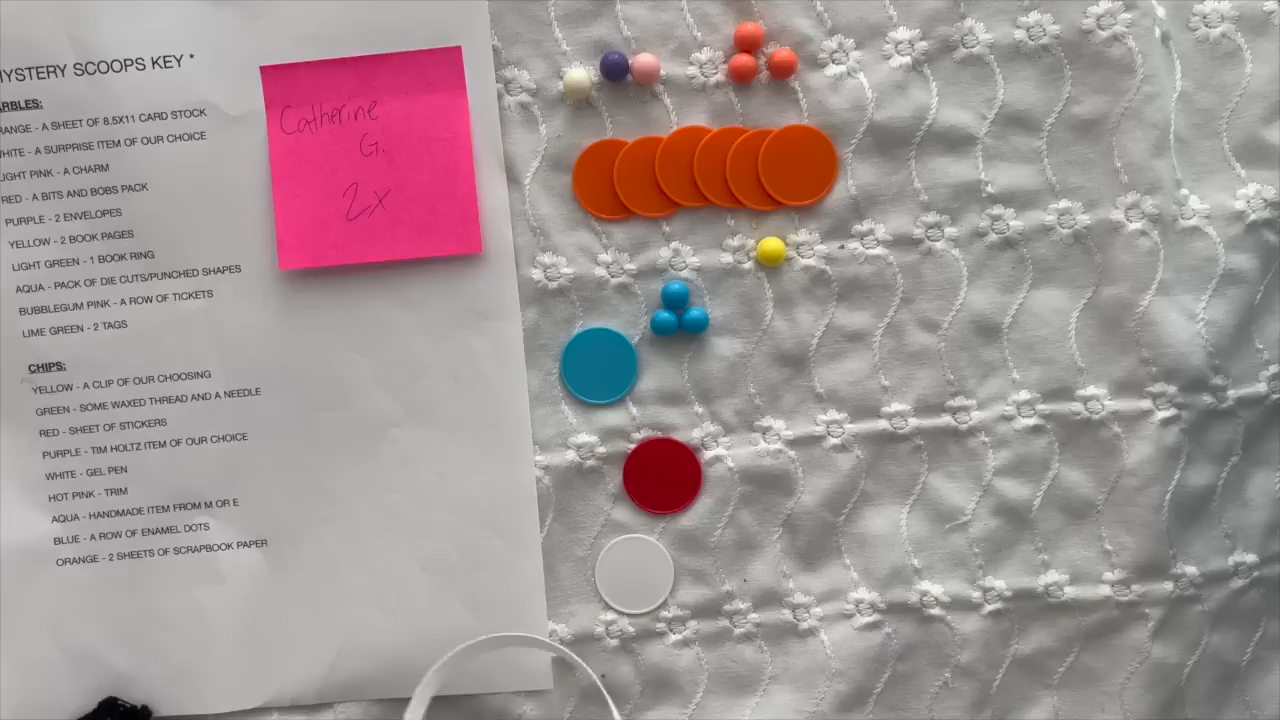 MYSTERY SCOOPS KEY *
ARBLES:
RANGE - A SHEET OF 8.5X11 CARD STOCK
WHITE - A SURPRISE ITEM OF OUR CHOICE
LIGHT PINK - A CHARM
RED - A BITS AND BOBS PACK
PURPLE - 2 ENVELOPES
YELLOW - 2 BOOK PAGES
LIGHT GREEN - 1 BOOK RING
AQUA - PACK OF DIE CUTS/PUNCHED SHAPES
BUBBLEGUM PINK - A ROW OF TICKETS
LIME GREEN - 2 TAGS
CHIPS:
YELLOW - A CLIP OF OUR CHOOSING
GREEN - SOME WAXED THREAD AND A NEEDLE
RED - SHEET OF STICKERS
PURPLE - TIM HOLTZ ITEM OF OUR CHOICE
WHITE - GEL PEN
HOT PINK - TRIM
AQUA - HANDMADE ITEM FROM M OR E
BLUE - A ROW OF ENAMEL DOTS
ORANGE - 2 SHEETS OF SCRAPBOOK PAPER
Catherine
G.
2x